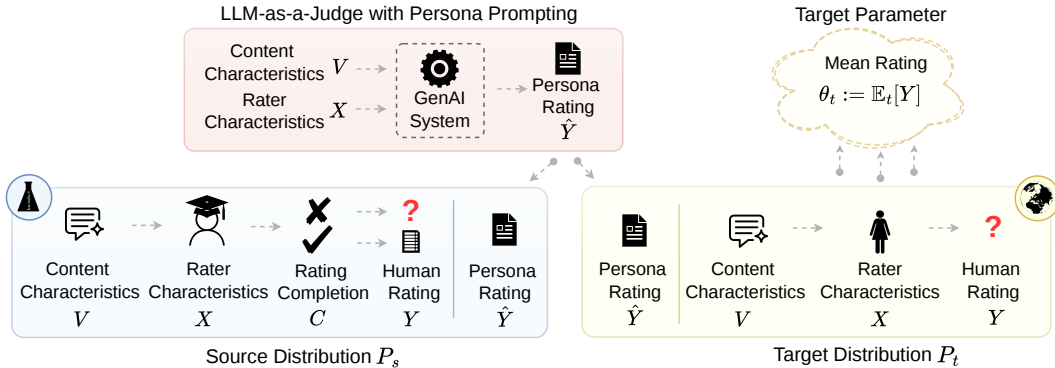 LLM-as-a-Judge with Persona Prompting
Content
Characteristics V
Rater
Characteristics X
GenAI
System
Persona
Rating
Ŷ
Target Parameter
Mean Rating
θ_t := 𝔼_t[Y]
Content
Characteristics
V
Rater
Characteristics
X
Rating
Completion
C
?
Human
Rating
Y
Persona
Rating
Ŷ
Source Distribution P_s
Persona
Rating
Ŷ
Content
Characteristics
V
Rater
Characteristics
X
?
Human
Rating
Y
Target Distribution P_t